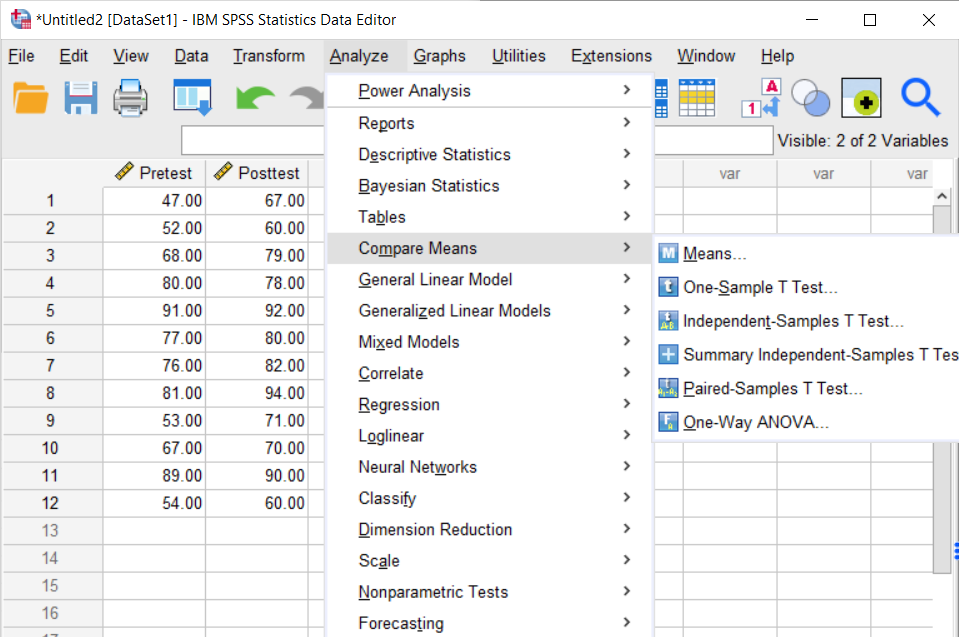 *Untitled2 [DataSet1] - IBM SPSS Statistics Data Editor
File Edit View Data Transform Analyze Graphs Utilities Extensions Window Help
A
1
Visible: 2 of 2 Variables
Pretest Posttest var var var
1 47.00 67.00
2 52.00 60.00
3 68.00 79.00
4 80.00 78.00
5 91.00 92.00
6 77.00 80.00
7 76.00 82.00
8 81.00 94.00
9 53.00 71.00
10 67.00 70.00
11 89.00 90.00
12 54.00 60.00
13
14
15
16
17
Power Analysis
Reports
Descriptive Statistics
Bayesian Statistics
Tables
Compare Means
General Linear Model
Generalized Linear Models
Mixed Models
Correlate
Regression
Loglinear
Neural Networks
Classify
Dimension Reduction
Scale
Nonparametric Tests
Forecasting
M Means...
t One-Sample T Test...
Independent-Samples T Test...
Summary Independent-Samples T Tes
Paired-Samples T Test...
One-Way ANOVA...